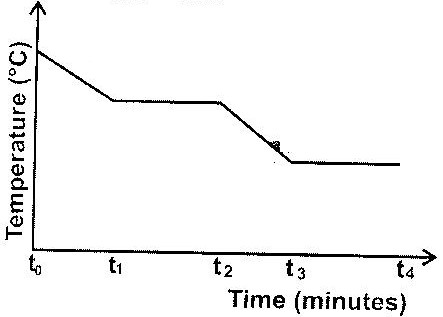 Temperature (°C)
t₀ t₁ t₂ t₃ t₄
Time (minutes)